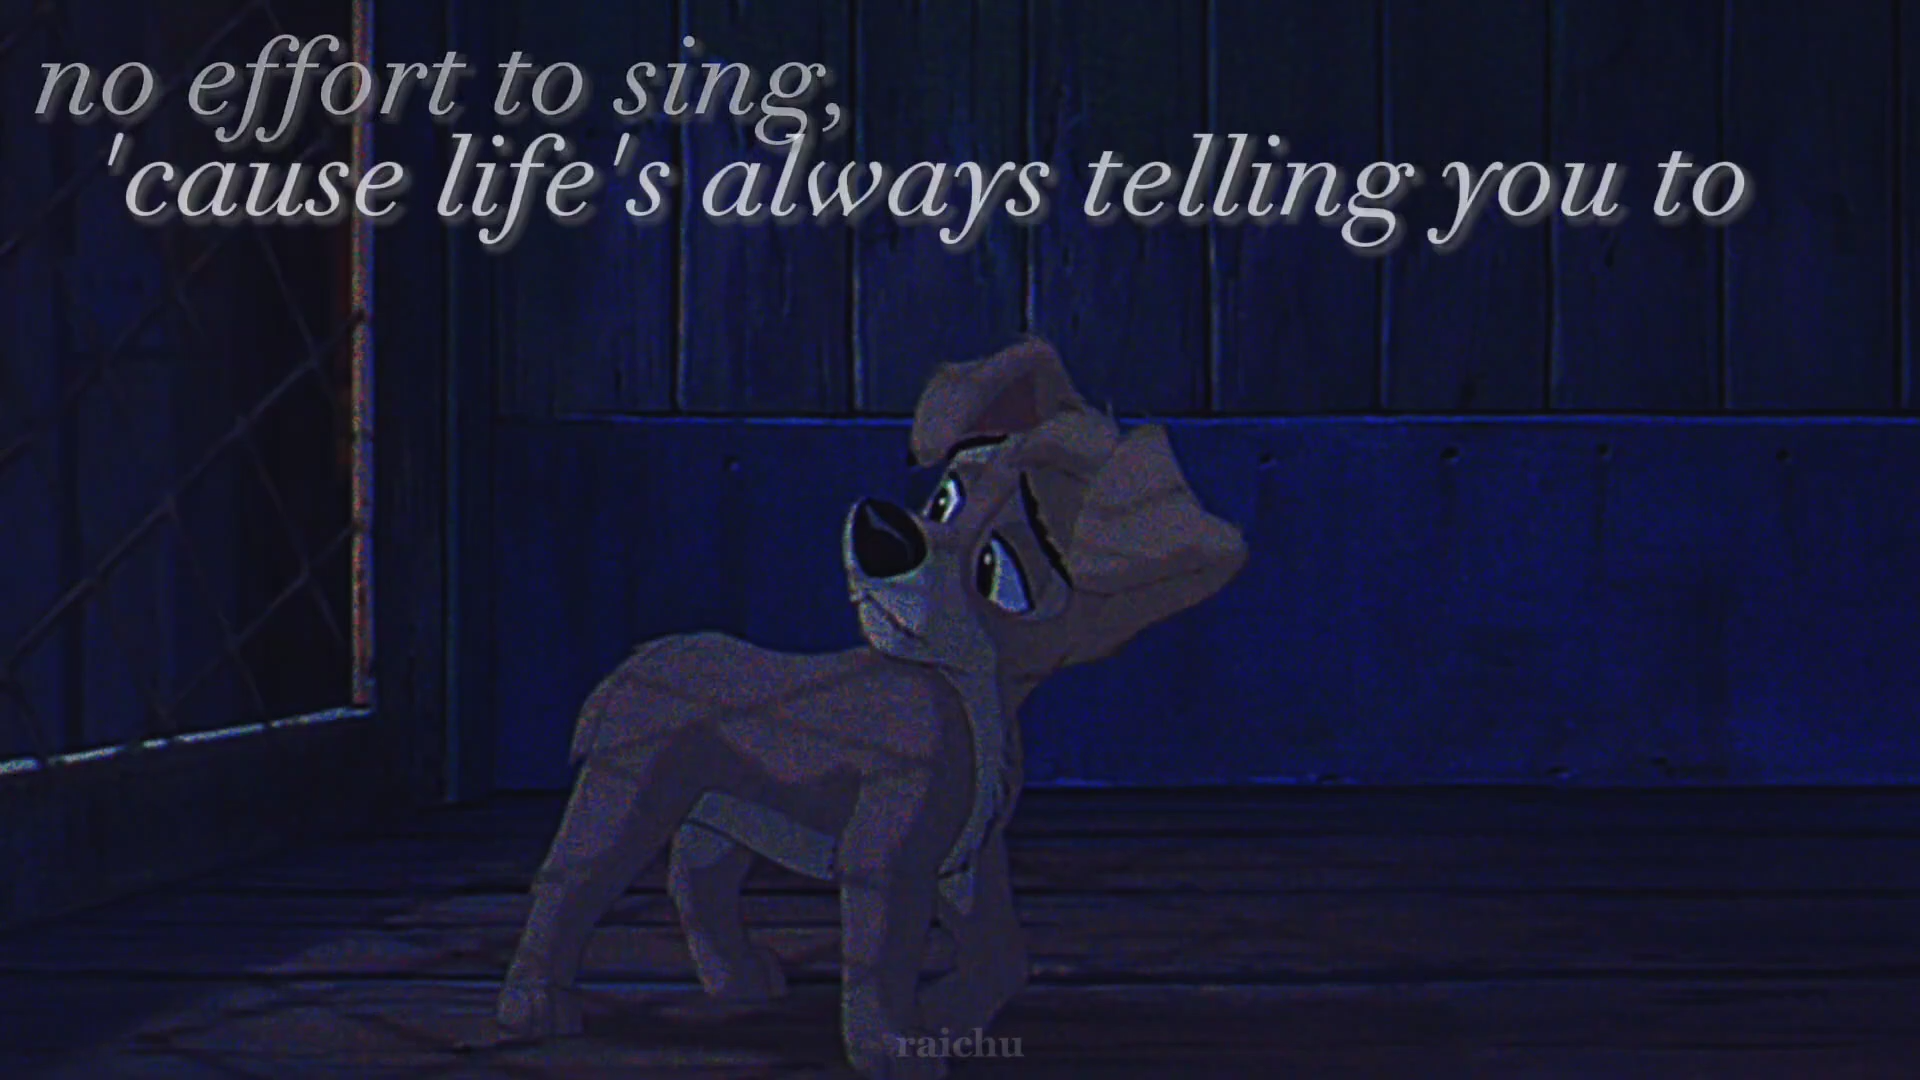 no effort to sing,
'cause life's always telling you to
raichu